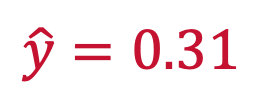 ŷ = 0.31